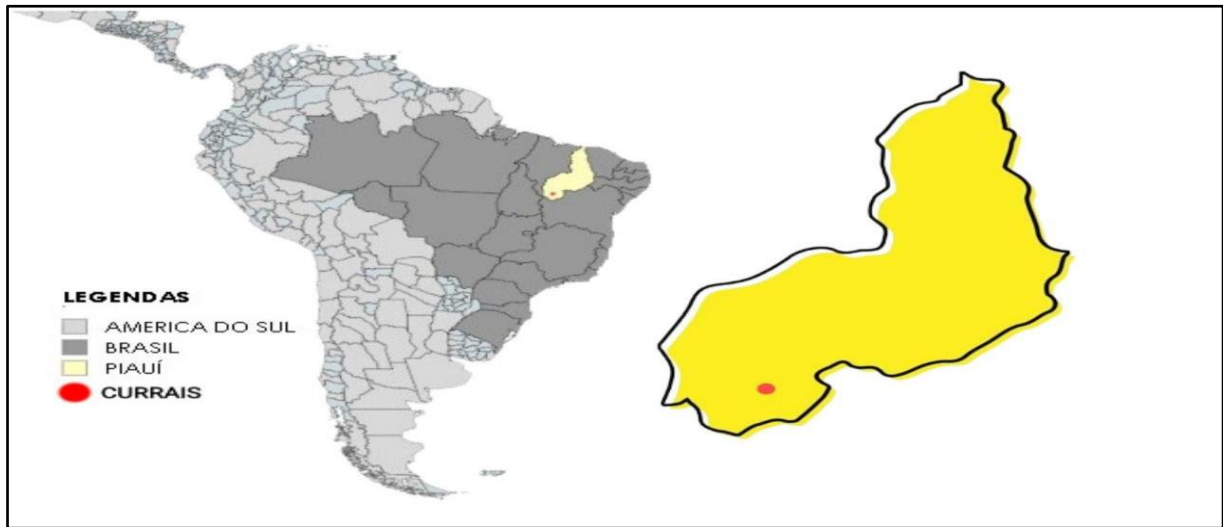 LEGENDAS
AMERICA DO SUL
BRASIL
PIAUÍ
CURRAIS